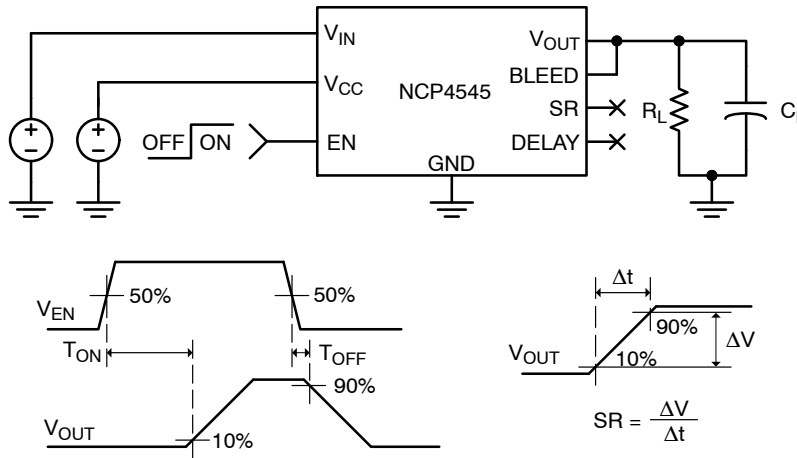 VIN
VCC
OFF ON
EN
NCP4545
GND
VOUT
BLEED
SR
DELAY
RL
+
−
+
−
VEN
50%
50%
TON
TOFF
90%
VOUT
10%
Δt
VOUT
90%
10%
ΔV
SR = ΔV
Δt